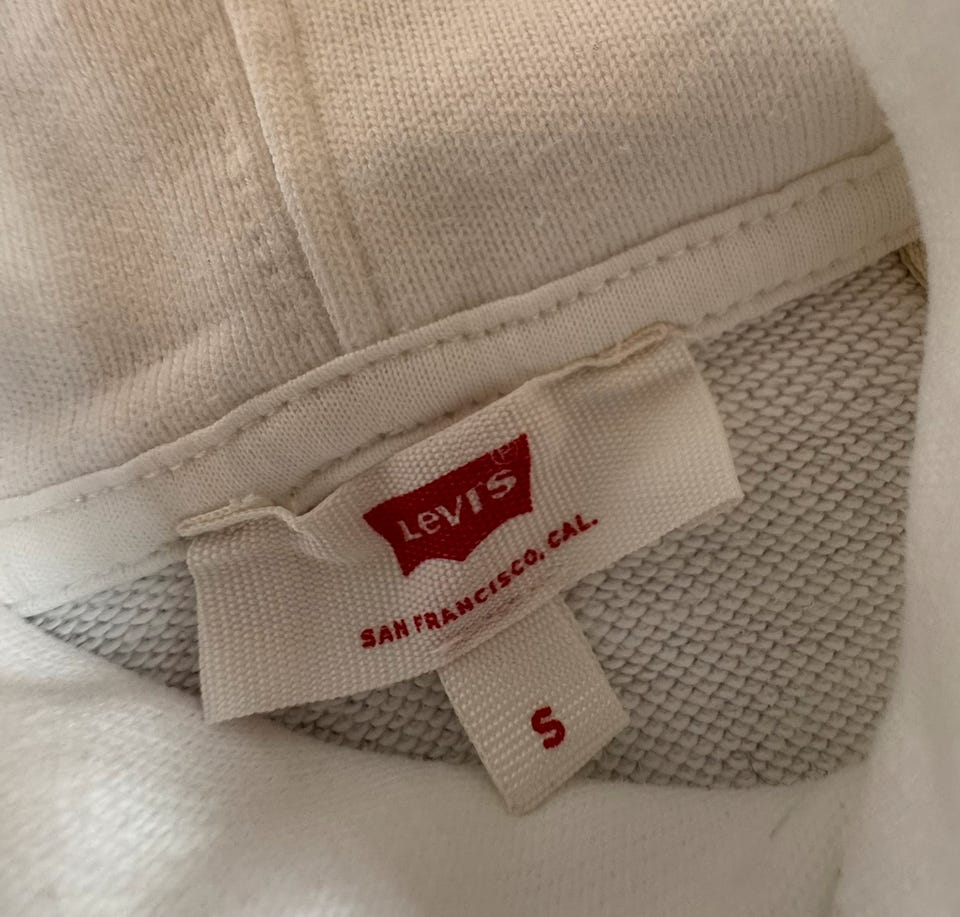 Levi's
SAN FRANCISCO, CAL.
S